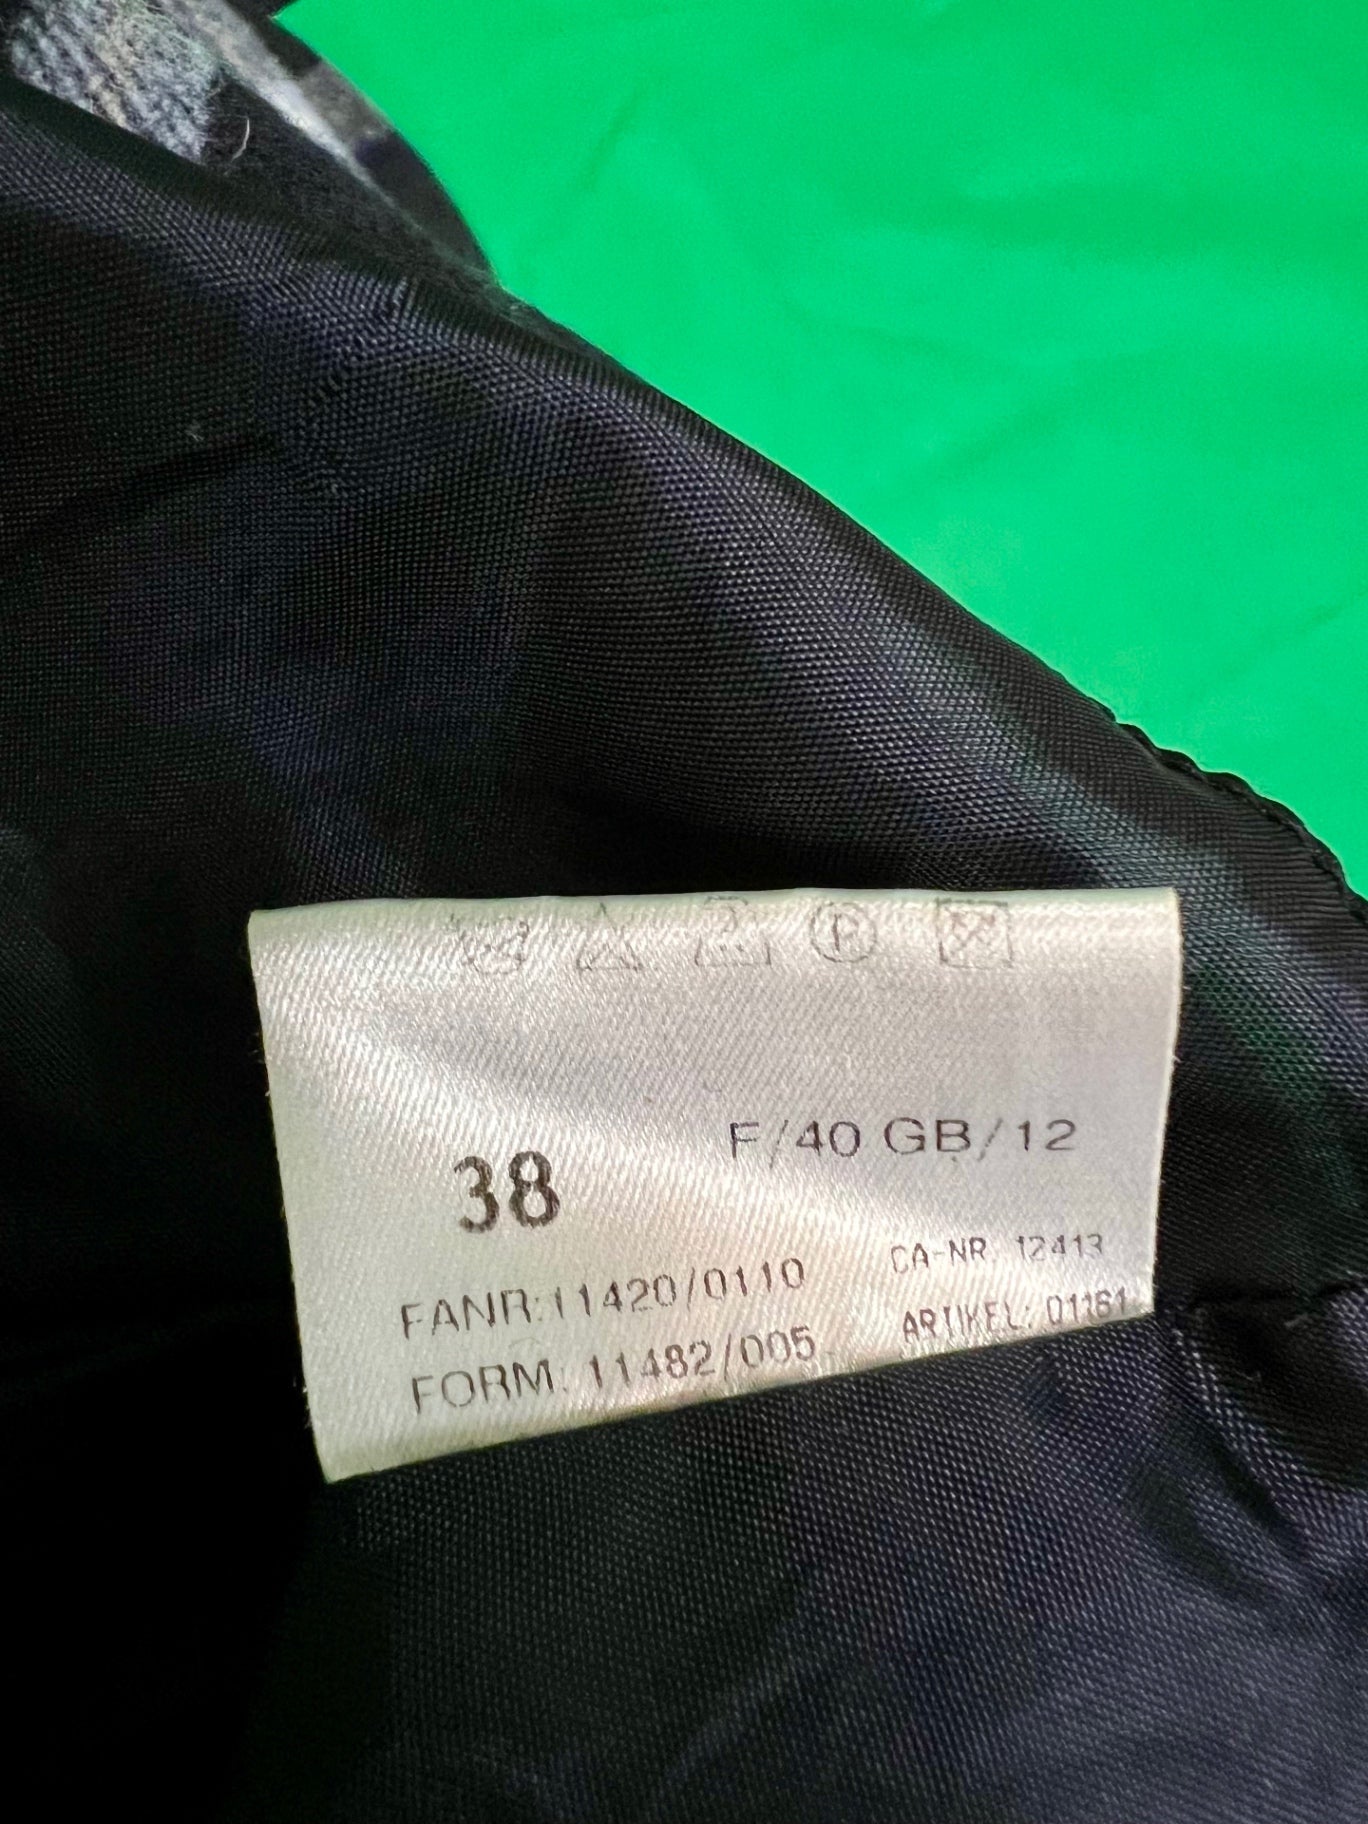 P
F/40 GB/12
38
CA-NR. 12413
FANR:11420/0110
ARTIKEL: 01161
FORM: 11482/005